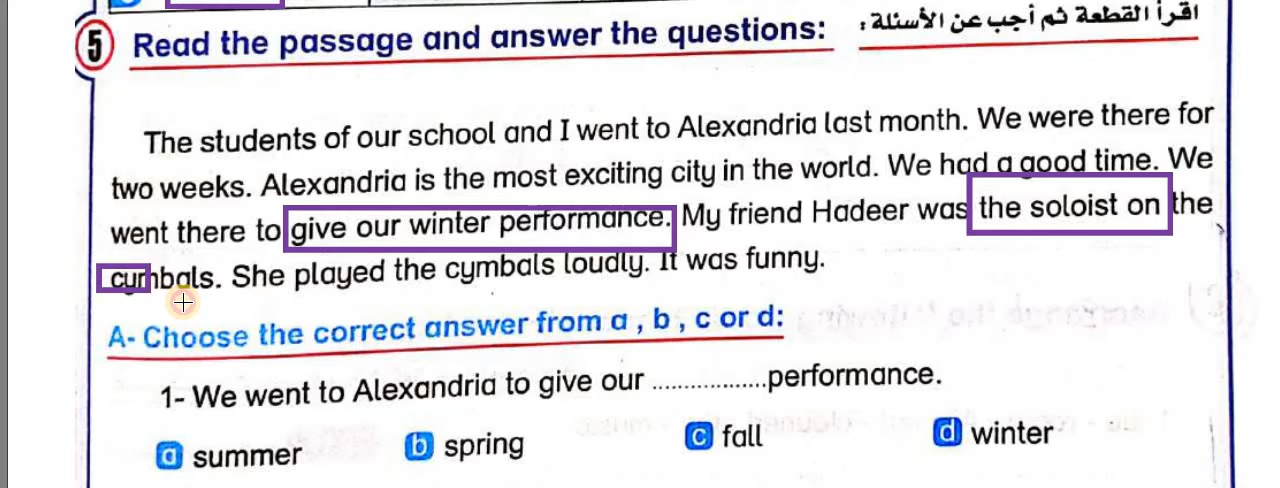 5 Read the passage and answer the questions: اقرأ القطعة ثم أجب عن الأسئلة:
The students of our school and I went to Alexandria last month. We were there for
two weeks. Alexandria is the most exciting city in the world. We had a good time. We
went there to give our winter performance. My friend Hadeer was the soloist on the
cymbals. She played the cymbals loudly. It was funny.
A- Choose the correct answer from a , b , c or d:
1- We went to Alexandria to give our ..................performance.
a summer b spring c fall d winter